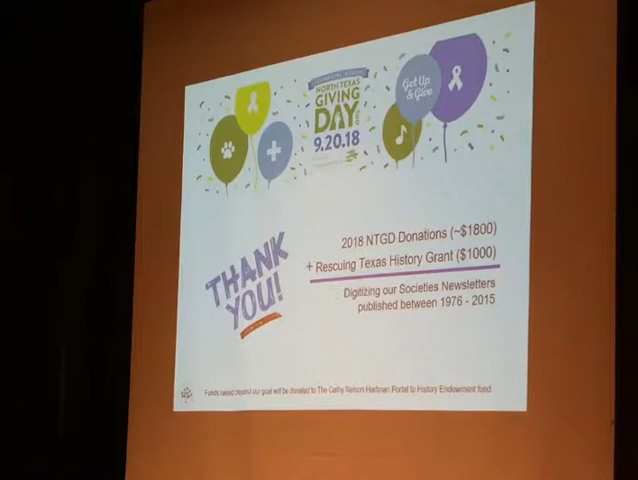 NORTH TEXAS
GIVING
DAY.ORG
9.20.18
Get Up
& Give
THANK
YOU!
2018 NTGD Donations (~$1800)
+ Rescuing Texas History Grant ($1000)
Digitizing our Societies Newsletters
published between 1976 - 2015
Funds raised beyond our goal will be donated to The Cathy Nelson Hartman Portal to History Endowment fund